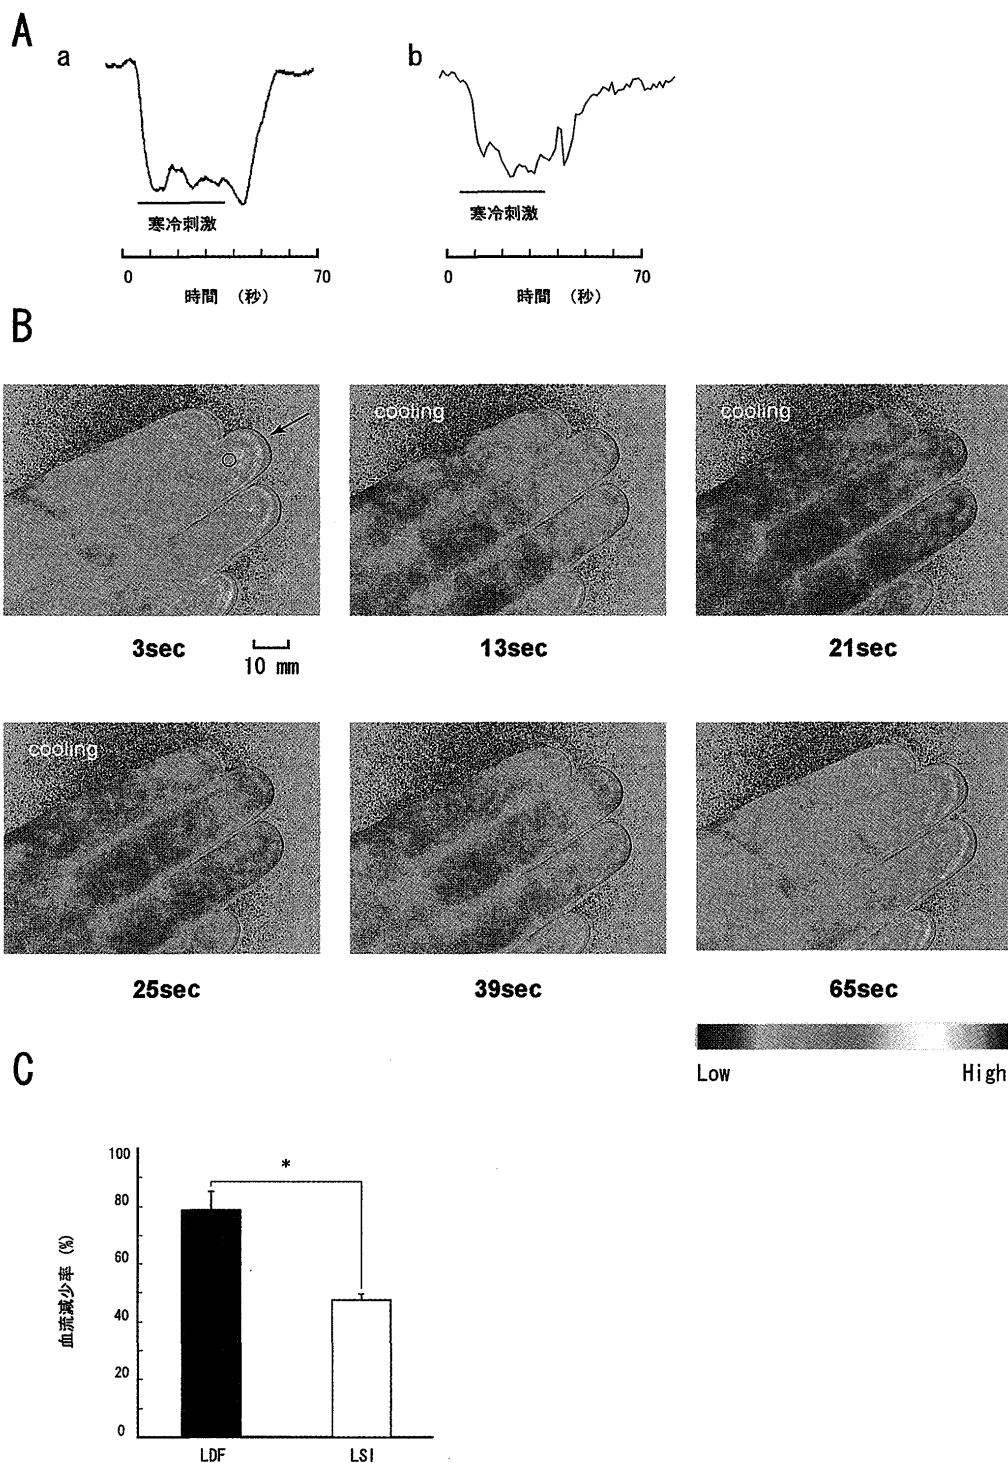 A
a
b
寒冷刺激
寒冷刺激
0
70
0
70
時間 (秒)
時間 (秒)
B
cooling
cooling
3sec
13sec
21sec
10 mm
cooling
25sec
39sec
65sec
Low
High
C
100
80
60
40
20
0
血流減少率 (%)
*
LDF
LSI